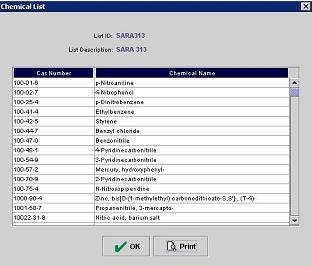 Chemical List
List ID: SARA313
List Description: SARA 313
Cas Number Chemical Name
100-01-6 p-Nitroaniline
100-02-7 4-Nitrophenol
100-25-4 p-Dinitrobenzene
100-41-4 Ethylbenzene
100-42-5 Styrene
100-44-7 Benzyl chloride
100-47-0 Benzonitrile
100-48-1 4-Pyridinecarbonitrile
100-54-9 3-Pyridinecarbonitrile
100-57-2 Mercury, hydroxyphenyl-
100-70-9 2-Pyridinecarbonitrile
100-75-4 N-Nitrosopiperidine
1000-90-4 Zinc, bis[O-(1-methylethyl) carbonodithioato-S,S']-, (T-4)-
1001-58-7 Propanenitrile, 3-mercapto-
10022-31-8 Nitric acid, barium salt
OK Print